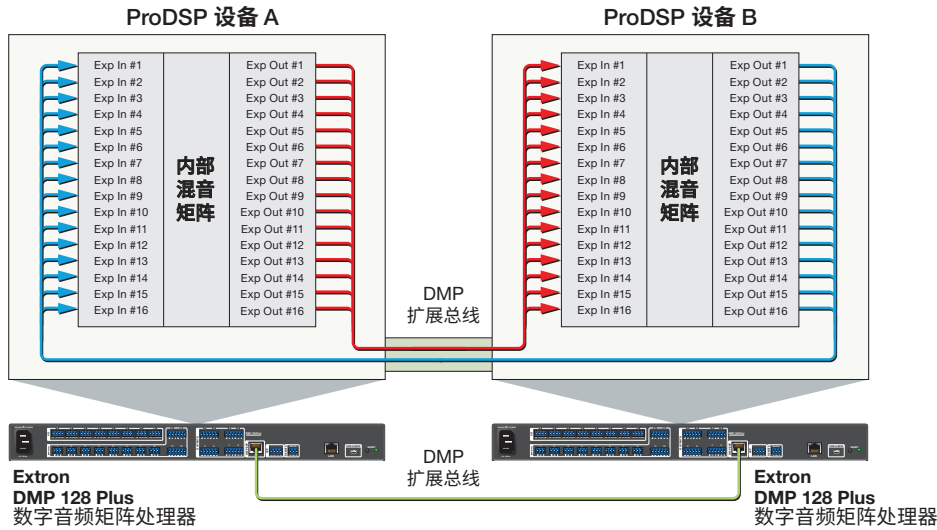 ProDSP 设备 A
Exp In #1
Exp In #2
Exp In #3
Exp In #4
Exp In #5
Exp In #6
Exp In #7
Exp In #8
Exp In #9
Exp In #10
Exp In #11
Exp In #12
Exp In #13
Exp In #14
Exp In #15
Exp In #16
内部
混音
矩阵
Exp Out #1
Exp Out #2
Exp Out #3
Exp Out #4
Exp Out #5
Exp Out #6
Exp Out #7
Exp Out #8
Exp Out #9
Exp Out #10
Exp Out #11
Exp Out #12
Exp Out #13
Exp Out #14
Exp Out #15
Exp Out #16
DMP
扩展总线
ProDSP 设备 B
Exp In #1
Exp In #2
Exp In #3
Exp In #4
Exp In #5
Exp In #6
Exp In #7
Exp In #8
Exp In #9
Exp In #10
Exp In #11
Exp In #12
Exp In #13
Exp In #14
Exp In #15
Exp In #16
内部
混音
矩阵
Exp Out #1
Exp Out #2
Exp Out #3
Exp Out #4
Exp Out #5
Exp Out #6
Exp Out #7
Exp Out #8
Exp Out #9
Exp Out #10
Exp Out #11
Exp Out #12
Exp Out #13
Exp Out #14
Exp Out #15
Exp Out #16
Extron
DMP 128 Plus
数字音频矩阵处理器
DMP
扩展总线
Extron
DMP 128 Plus
数字音频矩阵处理器